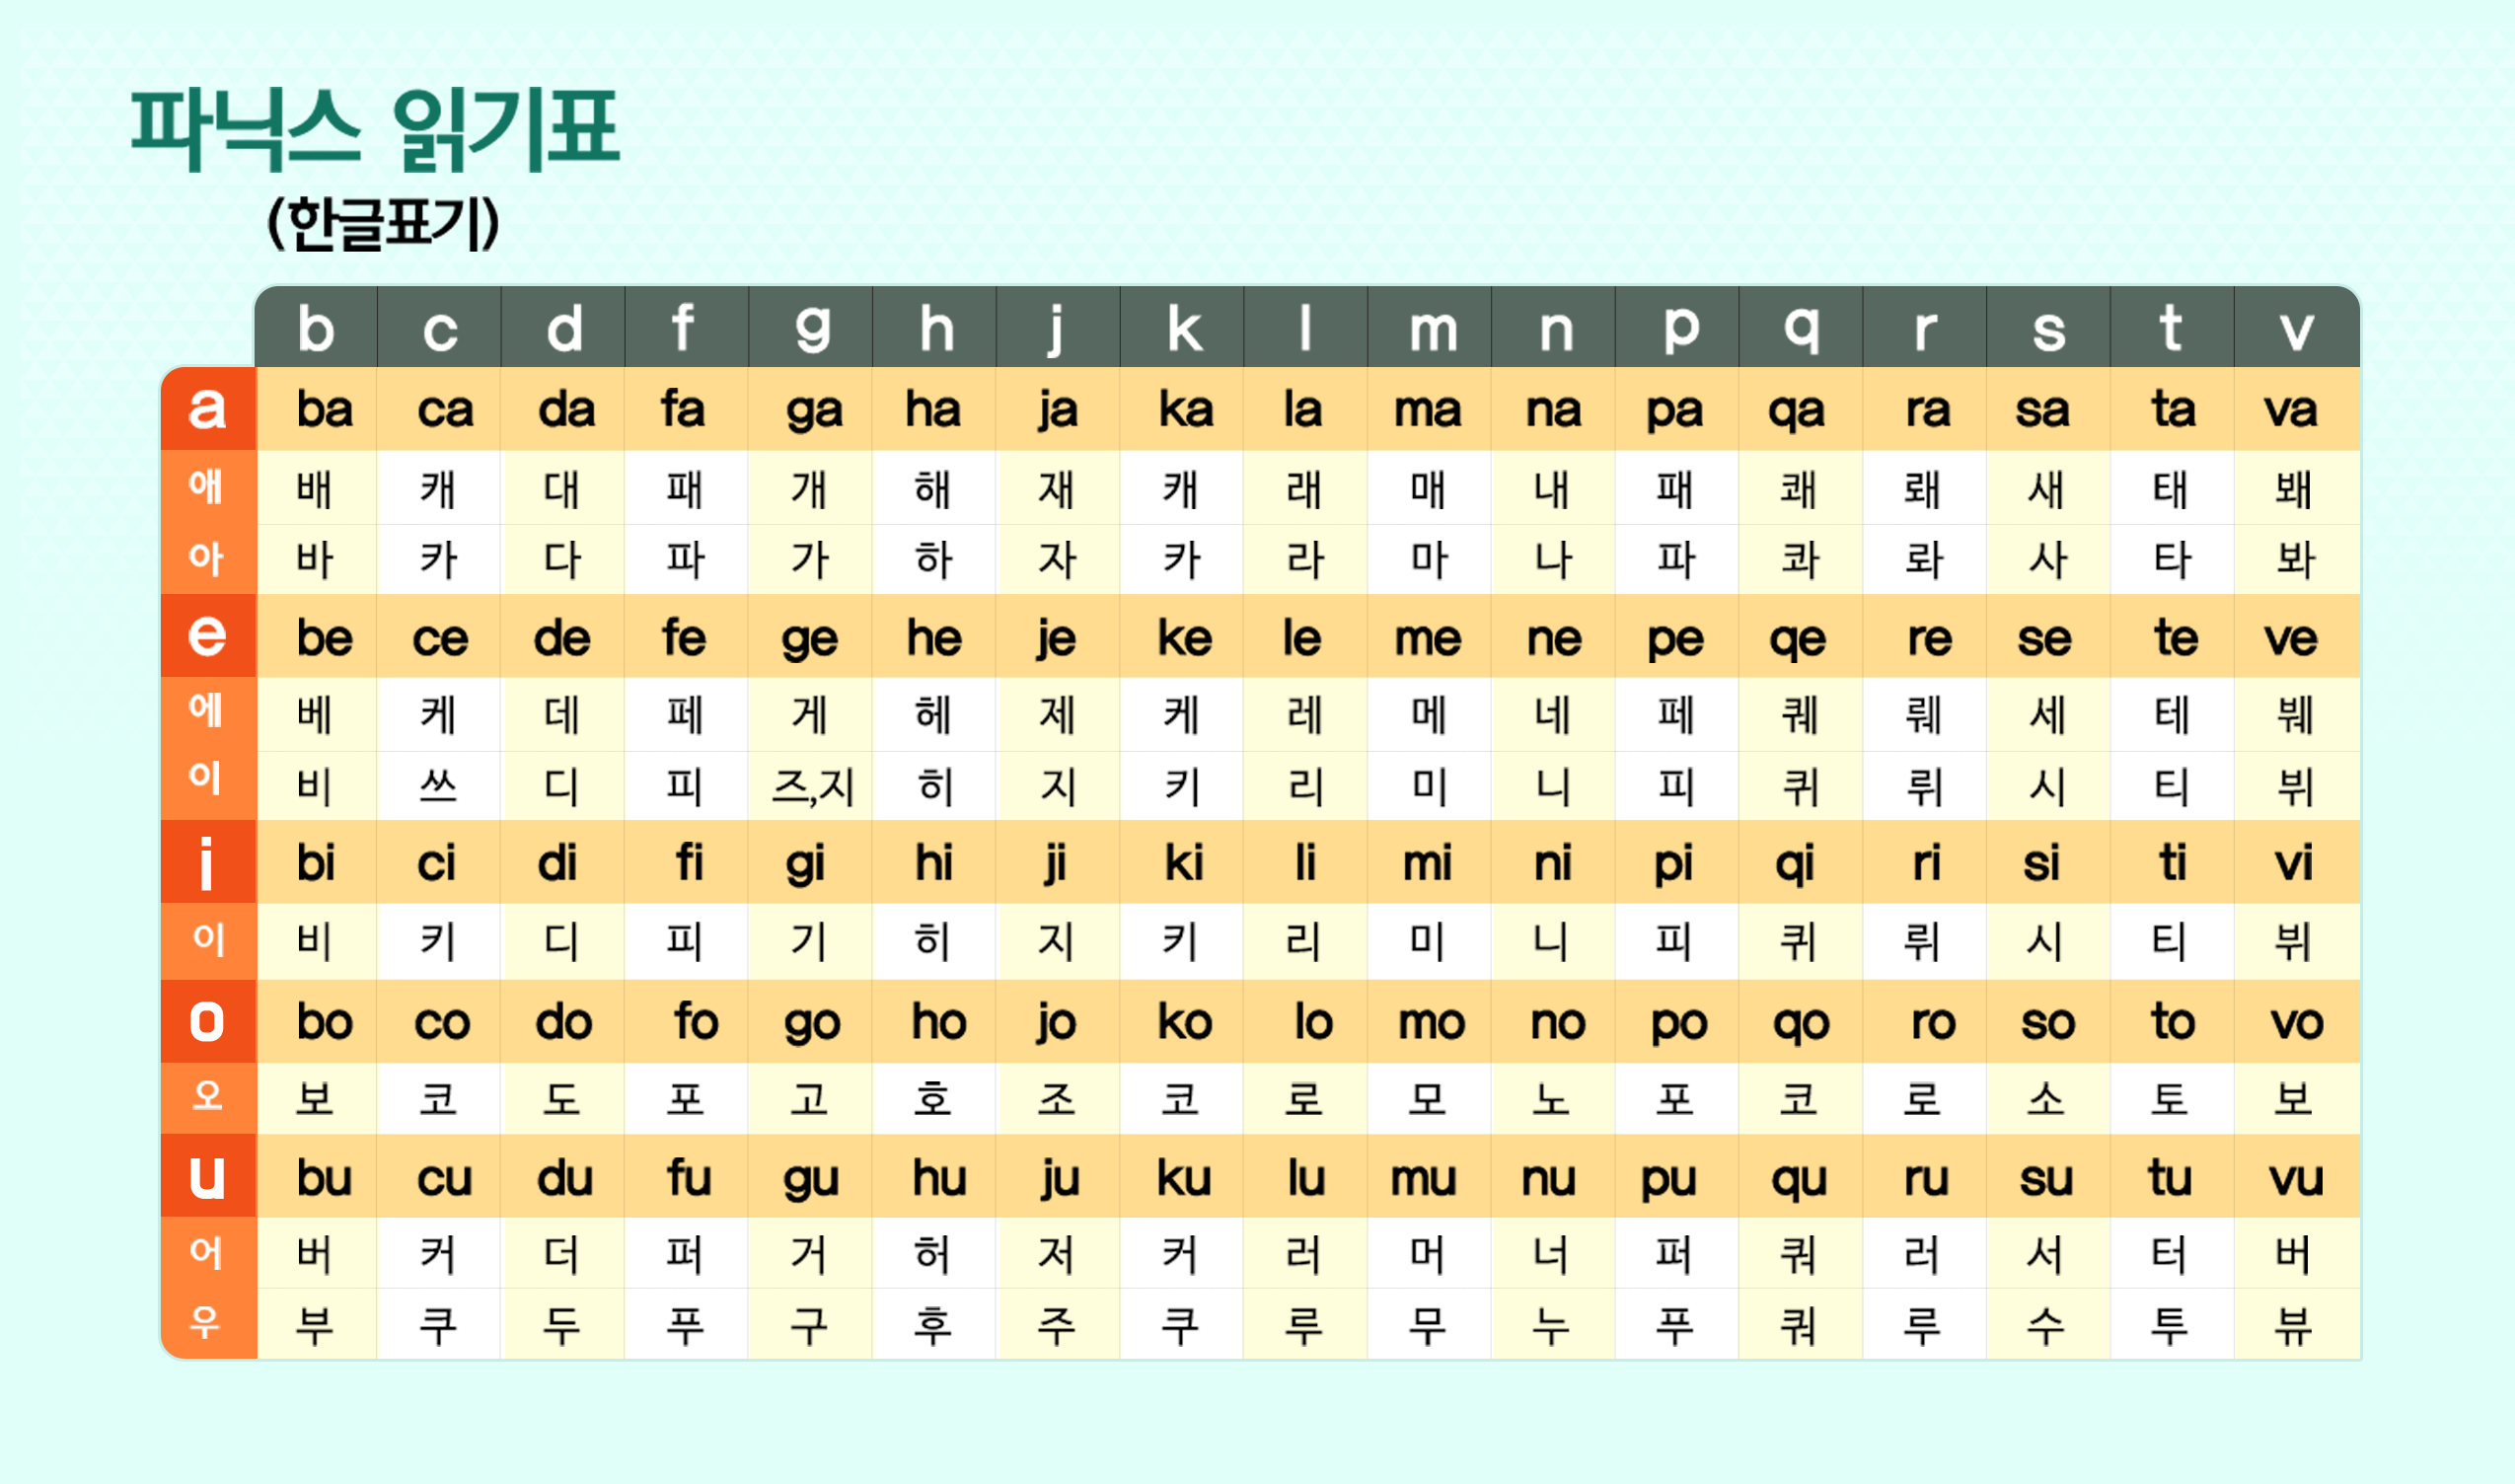 파닉스 읽기표
(한글표기)
b c d f g h j k l m n p q r s t v
a ba ca da fa ga ha ja ka la ma na pa qa ra sa ta va
애 배 캐 대 패 개 해 재 캐 래 매 내 패 쾌 뢔 새 태 봬
아 바 카 다 파 가 하 자 카 라 마 나 파 콰 롸 사 타 봐
e be ce de fe ge he je ke le me ne pe qe re se te ve
에 베 케 데 페 게 헤 제 케 레 메 네 페 퀘 뤠 세 테 붸
이 비 쓰 디 피 즈,지 히 지 키 리 미 니 피 퀴 뤼 시 티 뷔
i bi ci di fi gi hi ji ki li mi ni pi qi ri si ti vi
이 비 키 디 피 기 히 지 키 리 미 니 피 퀴 뤼 시 티 뷔
o bo co do fo go ho jo ko lo mo no po qo ro so to vo
오 보 코 도 포 고 호 조 코 로 모 노 포 코 로 소 토 보
u bu cu du fu gu hu ju ku lu mu nu pu qu ru su tu vu
어 버 커 더 퍼 거 허 저 커 러 머 너 퍼 쿼 러 서 터 버
우 부 쿠 두 푸 구 후 주 쿠 루 무 누 푸 쿼 루 수 투 뷰